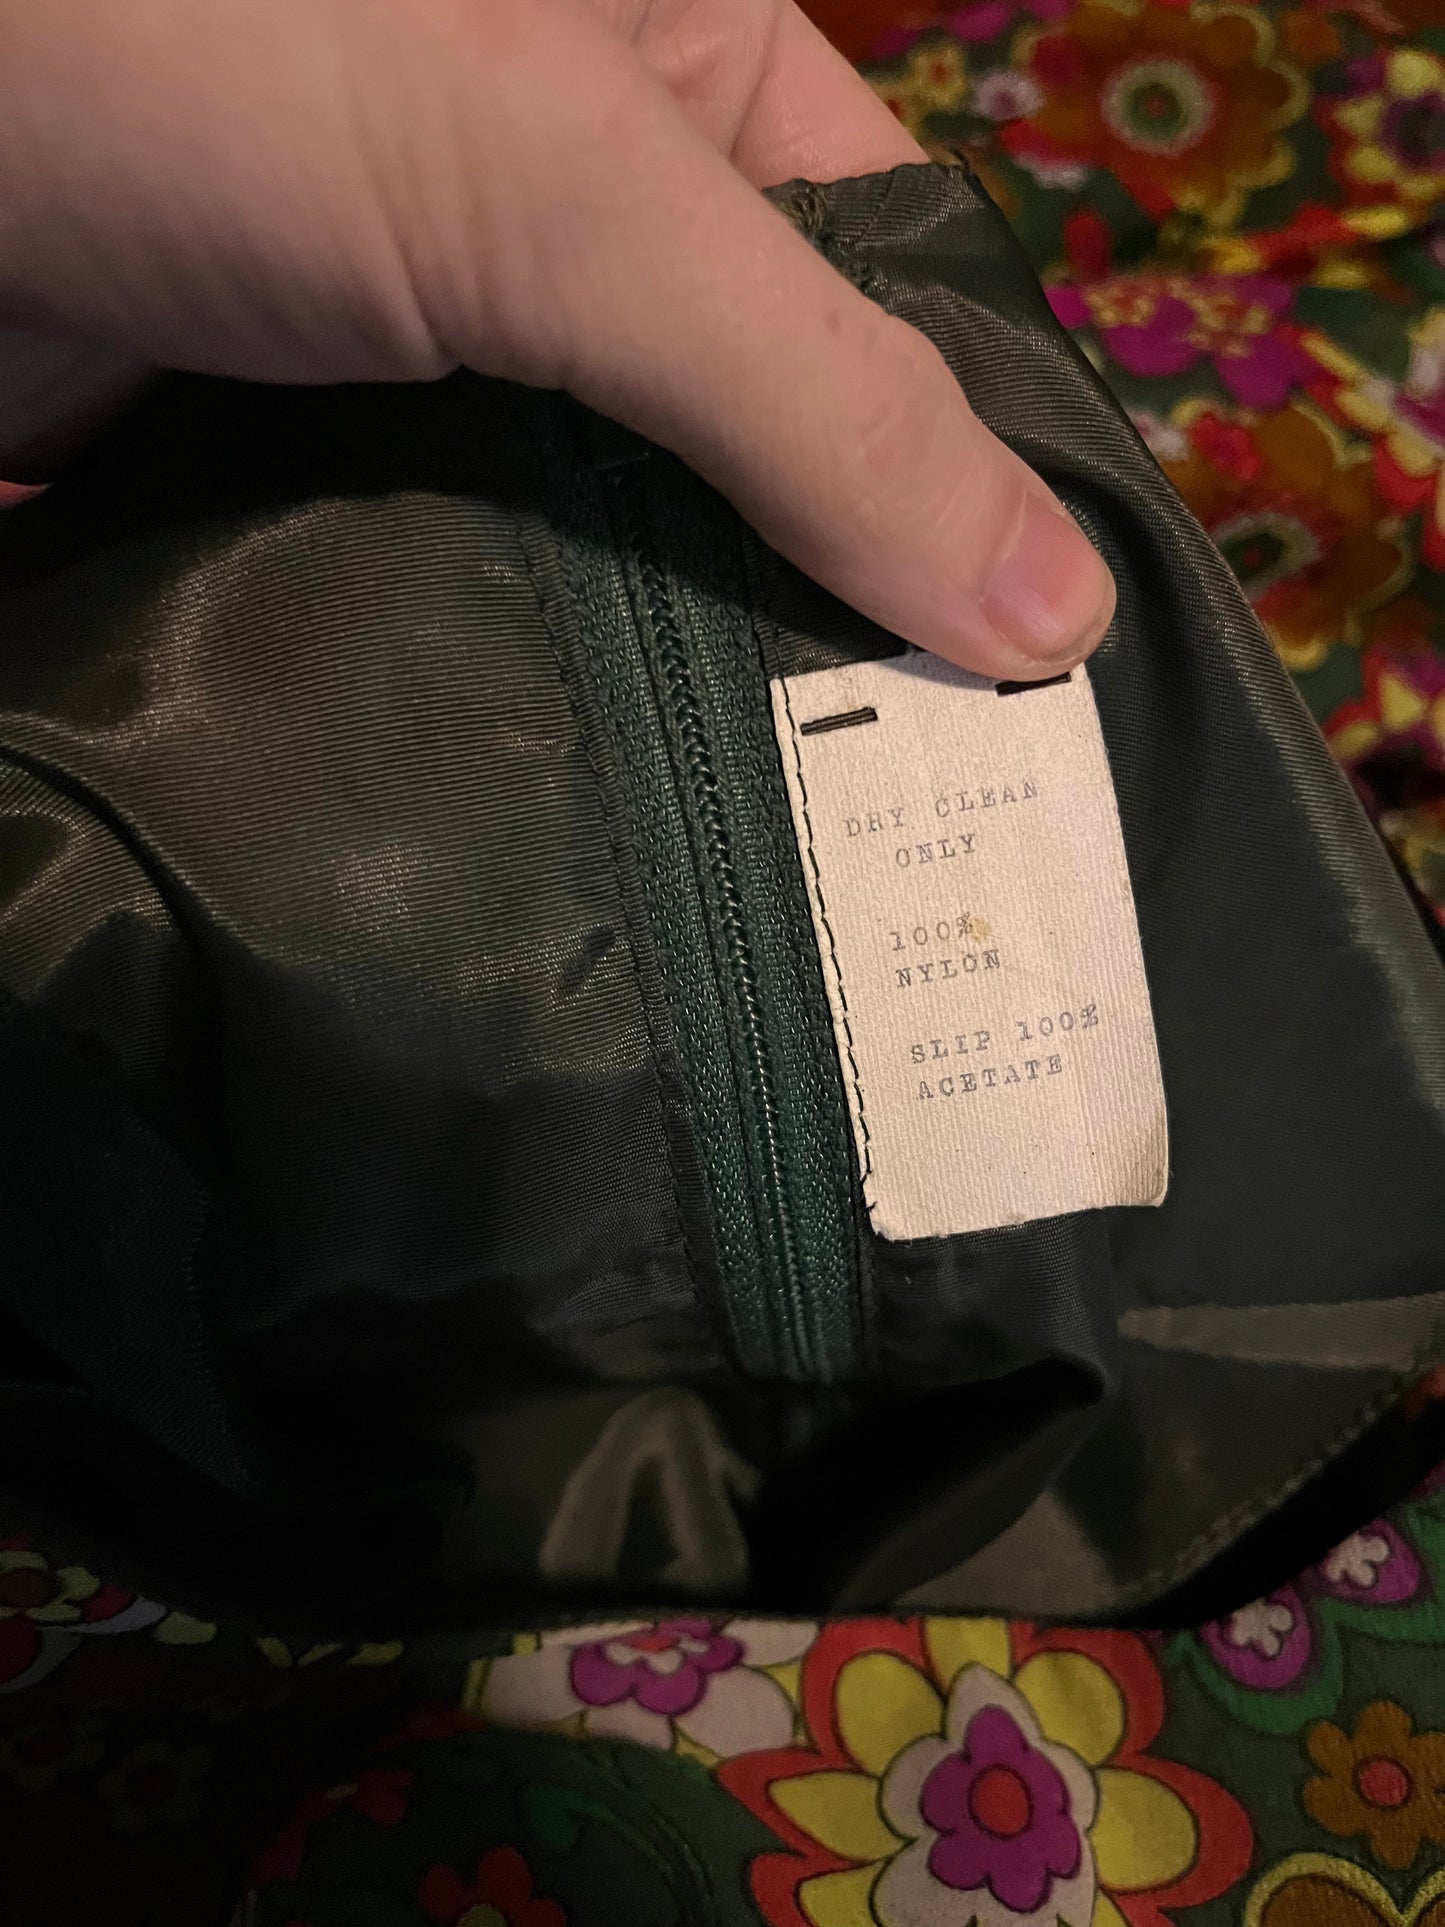 DRY CLEAN
ONLY
100%
NYLON
SLIP 100%
ACETATE